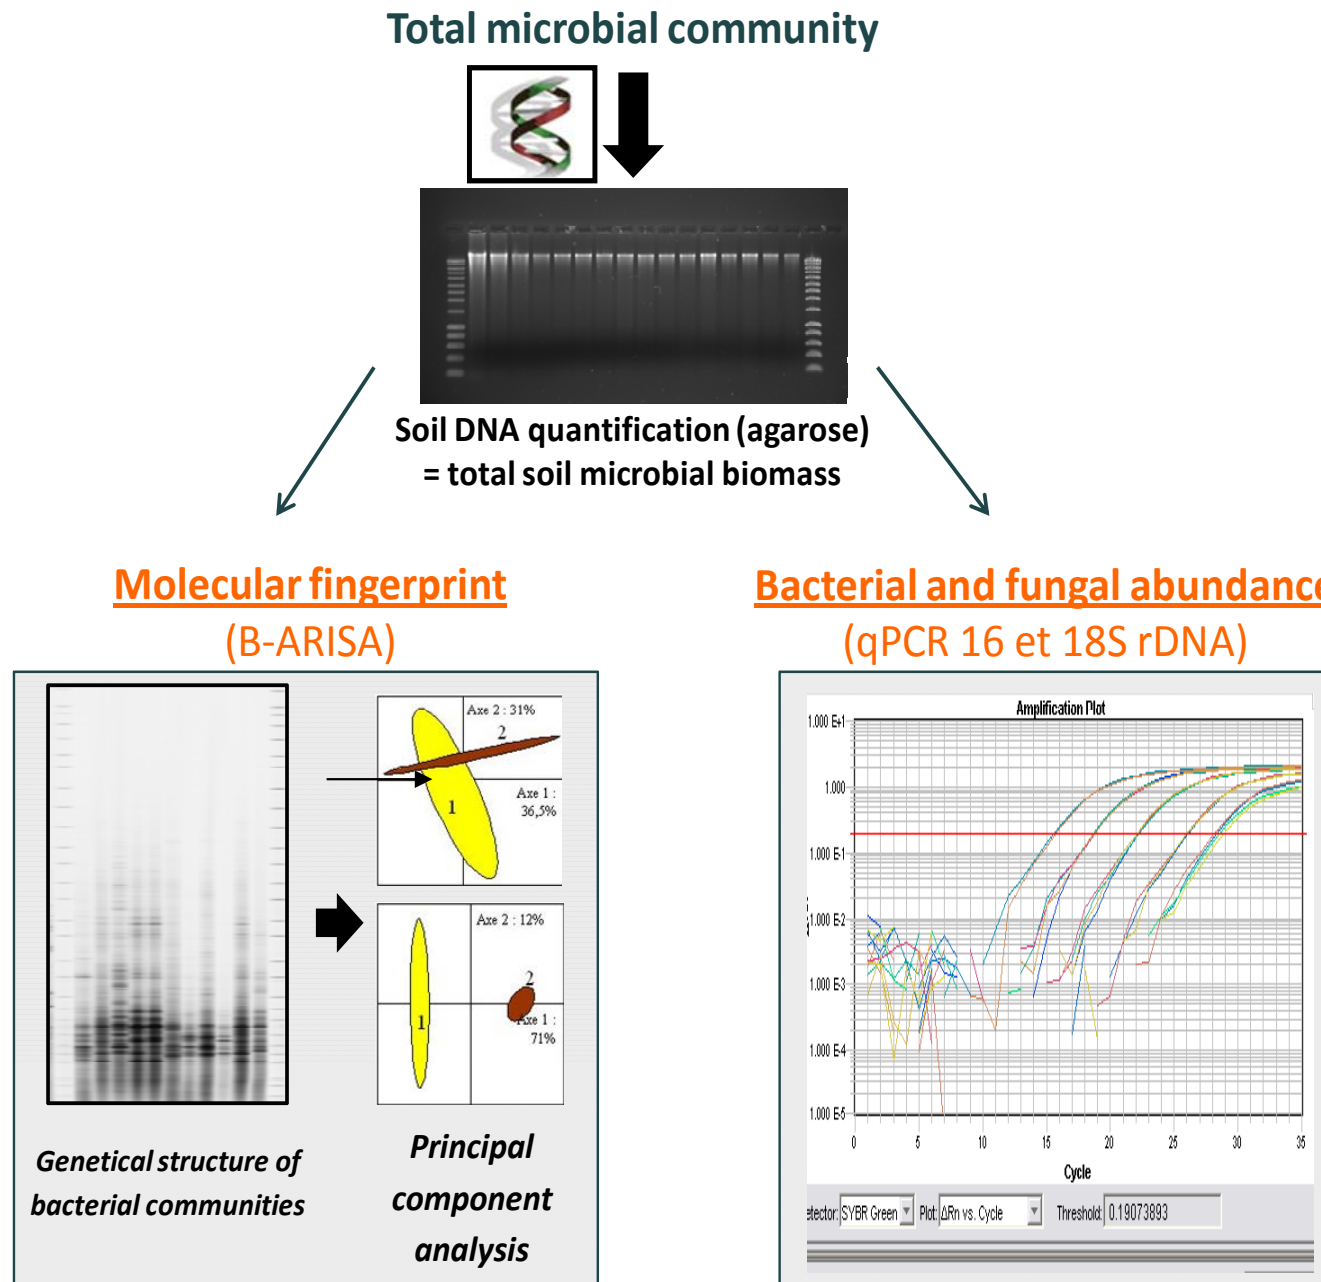 Total microbial community
Soil DNA quantification (agarose)
= total soil microbial biomass
Molecular fingerprint
(B-ARISA)
Axe 2 : 31%
2
1
Axe 1 :
36,5%
Axe 2 : 12%
2
1
Axe 1 :
71%
Genetical structure of
bacterial communities
Principal
component
analysis
Bacterial and fungal abundance
(qPCR 16 et 18S rDNA)
Amplification Plot
1.000 E+1
1.000
1.000 E-1
1.000 E-2
1.000 E-3
1.000 E-4
1.000 E-5
0 5 10 15 20 25 30 35
Cycle
etector: SYBR Green Plot: ΔRn vs. Cycle Threshold: 0.19073893